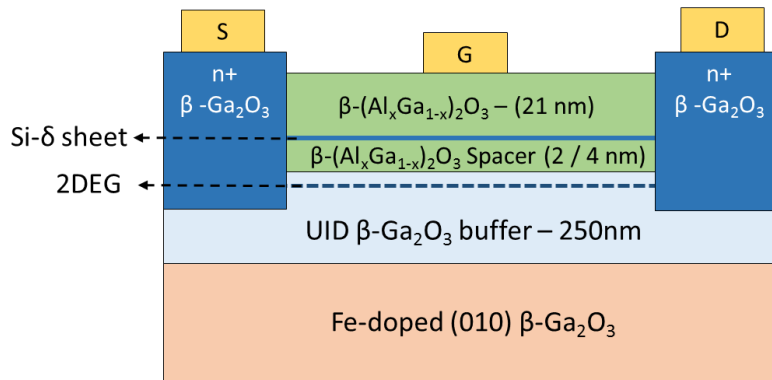 S
G
D
n+
β -Ga₂O₃
n+
β -Ga₂O₃
β-(AlₓGa₁₋ₓ)₂O₃ – (21 nm)
Si-δ sheet
β-(AlₓGa₁₋ₓ)₂O₃ Spacer (2 / 4 nm)
2DEG
UID β-Ga₂O₃ buffer – 250nm
Fe-doped (010) β-Ga₂O₃